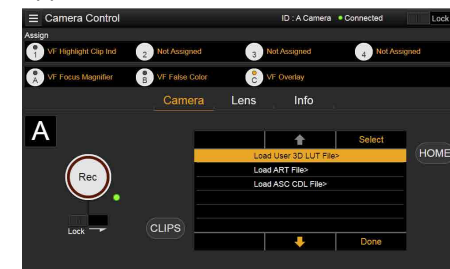 Camera Control
ID : A Camera
Connected
Lock
Assign
1 VF Highlight Clip Ind
2 Not Assigned
3 Not Assigned
4 Not Assigned
A VF Focus Magnifier
B VF False Color
C VF Overlay
Camera Lens Info
A
Select
Load User 3D LUT File>
HOME
Load ART File>
Load ASC CDL File>
Rec
Lock
CLIPS
Done